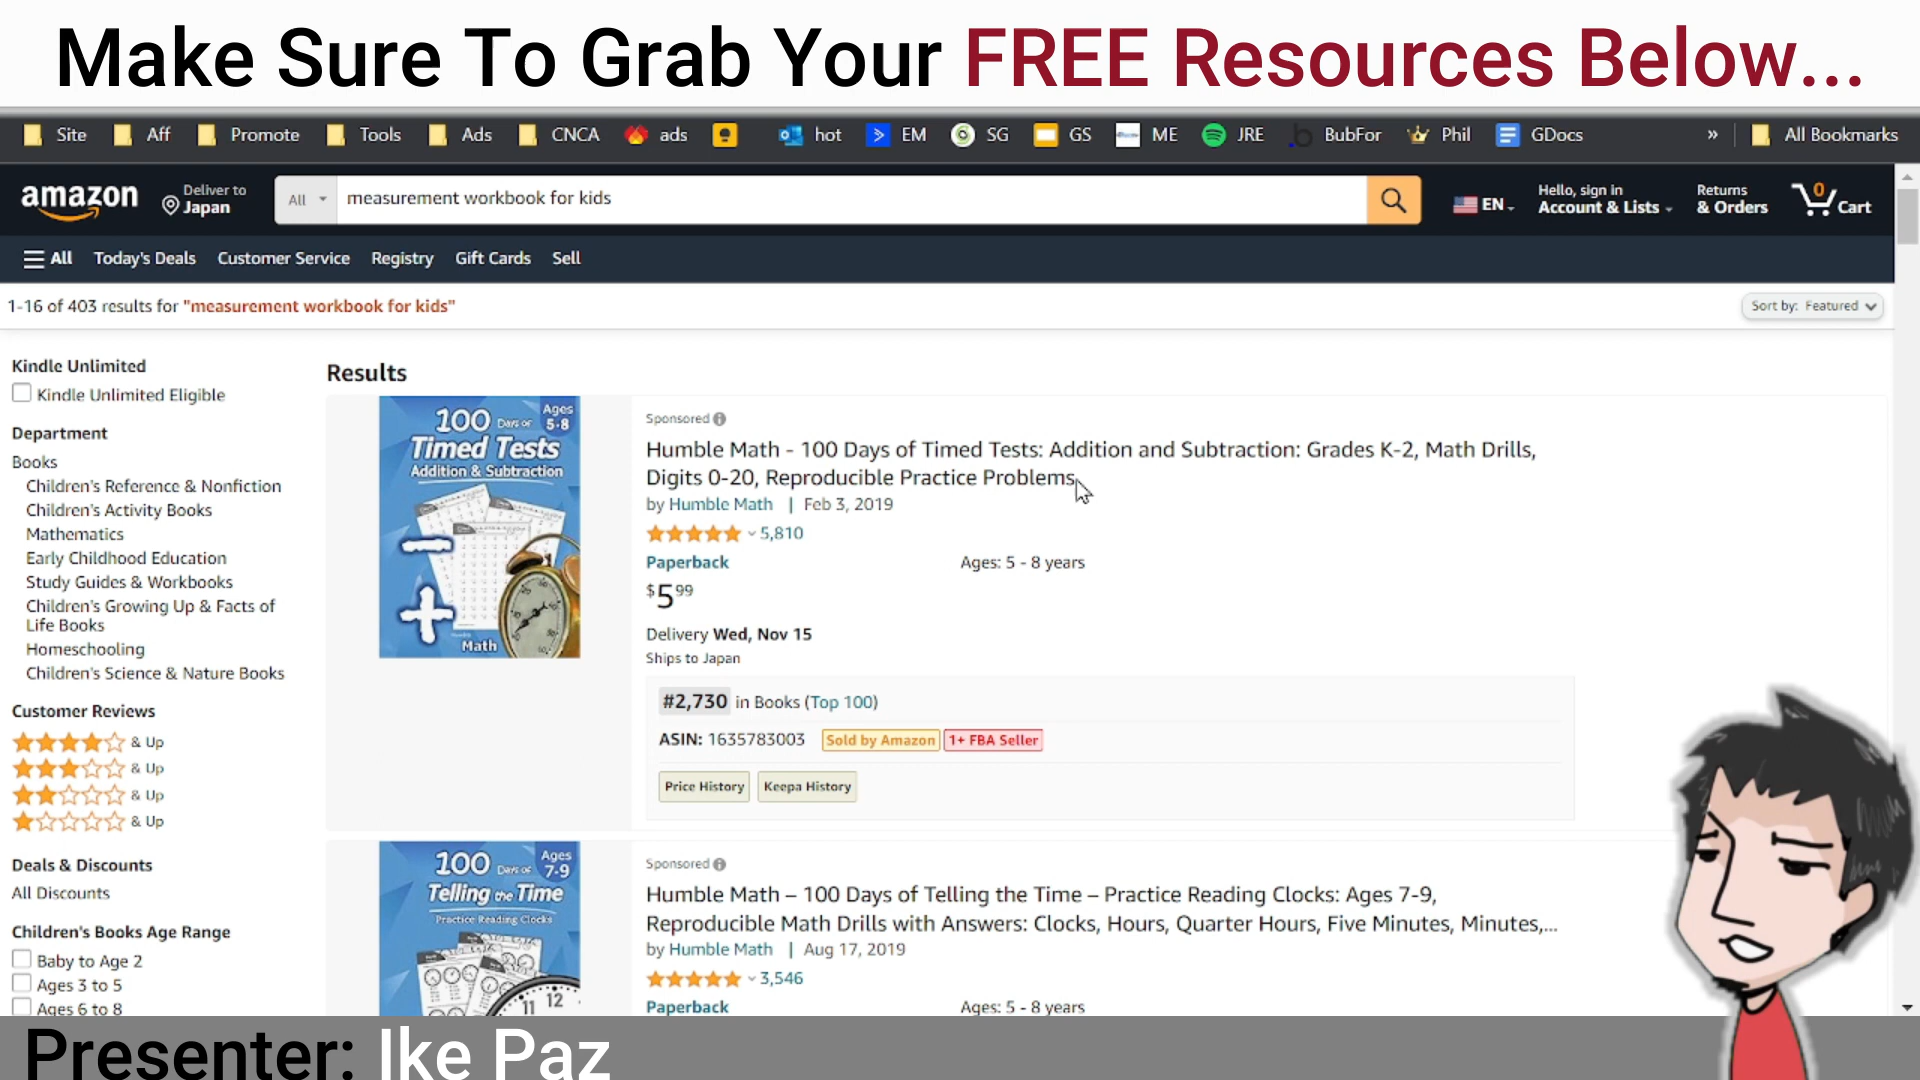 Make Sure To Grab Your FREE Resources Below...
Site Aff Promote Tools Ads CNCA ads hot EM SG GS ME JRE BubFor Phil GDocs » All Bookmarks
amazon
Deliver to
Japan
All
measurement workbook for kids
EN
Hello, sign in
Account & Lists
Returns
& Orders
0
Cart
All Today's Deals Customer Service Registry Gift Cards Sell
1-16 of 403 results for "measurement workbook for kids"
Sort by: Featured
Kindle Unlimited
Kindle Unlimited Eligible
Department
Books
Children's Reference & Nonfiction
Children's Activity Books
Mathematics
Early Childhood Education
Study Guides & Workbooks
Children's Growing Up & Facts of
Life Books
Homeschooling
Children's Science & Nature Books
Customer Reviews
& Up
& Up
& Up
& Up
Deals & Discounts
All Discounts
Children's Books Age Range
Baby to Age 2
Ages 3 to 5
Ages 6 to 8
Results
100 Days of
Ages
5-8
Timed Tests
Addition & Subtraction
Math
Sponsored
Humble Math - 100 Days of Timed Tests: Addition and Subtraction: Grades K-2, Math Drills,
Digits 0-20, Reproducible Practice Problems
by Humble Math | Feb 3, 2019
5,810
Paperback
Ages: 5 - 8 years
$5 99
Delivery Wed, Nov 15
Ships to Japan
#2,730 in Books (Top 100)
ASIN: 1635783003 Sold by Amazon 1+ FBA Seller
Price History Keepa History
100 Days of
Ages
7-9
Telling the Time
Practice Reading Clocks
11 12
Sponsored
Humble Math – 100 Days of Telling the Time – Practice Reading Clocks: Ages 7-9,
Reproducible Math Drills with Answers: Clocks, Hours, Quarter Hours, Five Minutes, Minutes,...
by Humble Math | Aug 17, 2019
3,546
Paperback
Ages: 5 - 8 years
Presenter: Ike Paz